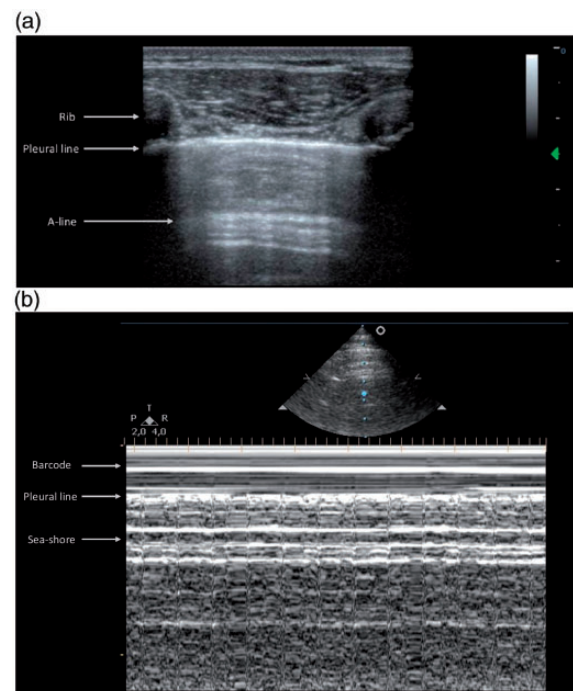 (a)
Rib
Pleural line
A-line
(b)
T
P R
2,0 4,0
Barcode
Pleural line
Sea-shore